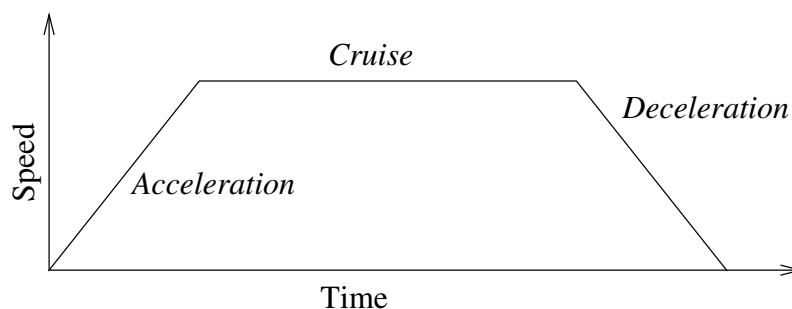 Cruise
Deceleration
Speed
Acceleration
Time